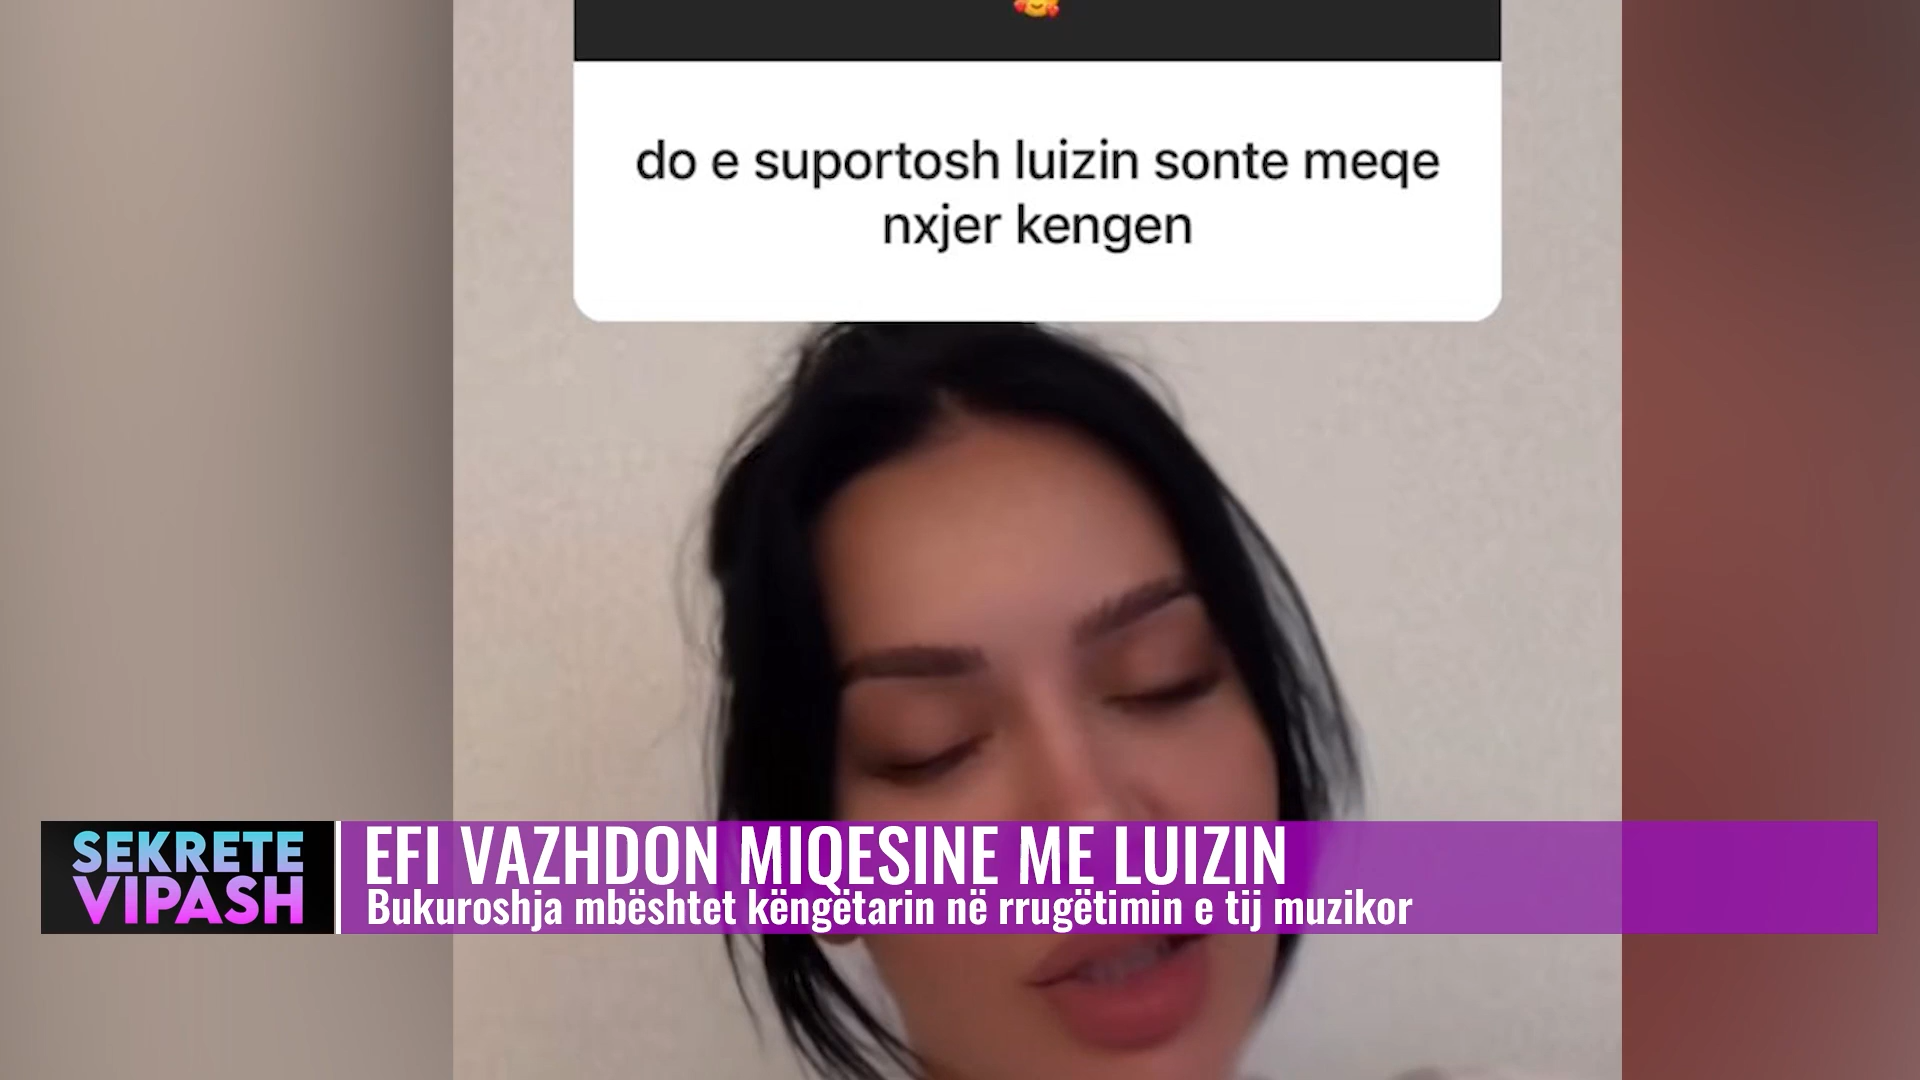 do e suportosh luizin sonte meqe
nxjer kengen
SEKRETE
VIPASH
EFI VAZHDON MIQESINE ME LUIZIN
Bukuroshja mbështet këngëtarin në rrugëtimin e tij muzikor